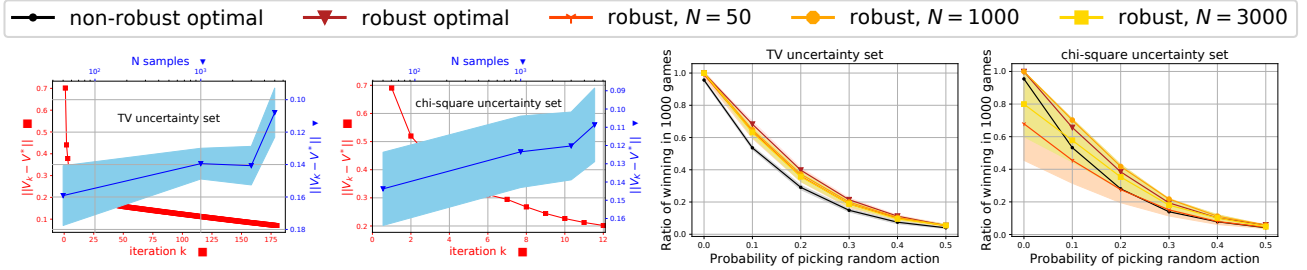 non-robust optimal robust optimal robust, N = 50 robust, N = 1000 robust, N = 3000
N samples
10² 10³
0.7
0.6
0.5
0.4
0.3
0.2
0.1
||V_k − V*||
TV uncertainty set
0.10
0.12
0.14
0.16
0.18
||V_k − V*||
0 25 50 75 100 125 150 175
iteration k
N samples
10² 10³
0.7
0.6
0.5
0.4
0.3
0.2
||V_k − V*||
chi-square uncertainty set
0.09
0.10
0.11
0.12
0.13
0.14
0.15
0.16
||V_k − V*||
0 2 4 6 8 10 12
iteration k
TV uncertainty set
Ratio of winning in 1000 games
1.0
0.8
0.6
0.4
0.2
0.0
0.0 0.1 0.2 0.3 0.4 0.5
Probability of picking random action
chi-square uncertainty set
Ratio of winning in 1000 games
1.0
0.8
0.6
0.4
0.2
0.0
0.0 0.1 0.2 0.3 0.4 0.5
Probability of picking random action